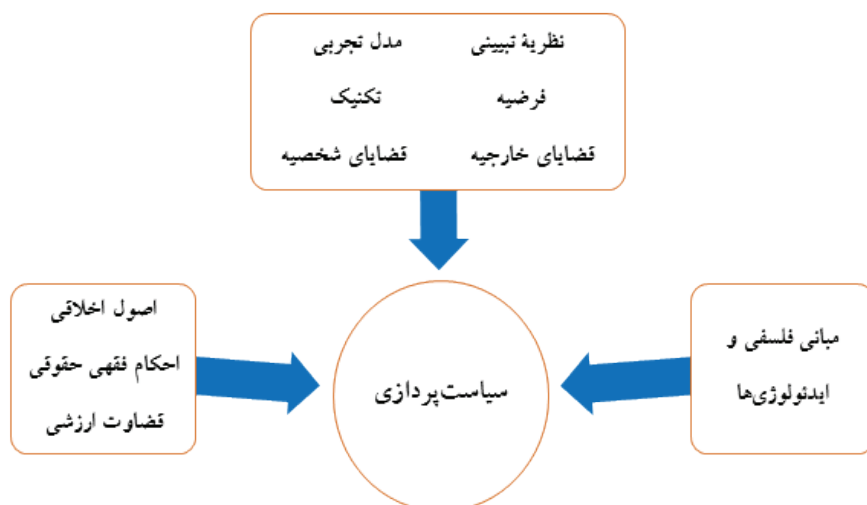 نظریهٔ تبیینی
مدل تجربی
فرضیه
تکنیک
قضایای خارجیه
قضایای شخصیه
مبانی فلسفی و
ایدئولوژی‌ها
سیاست‌پردازی
اصول اخلاقی
احکام فقهی حقوقی
قضاوت ارزشی